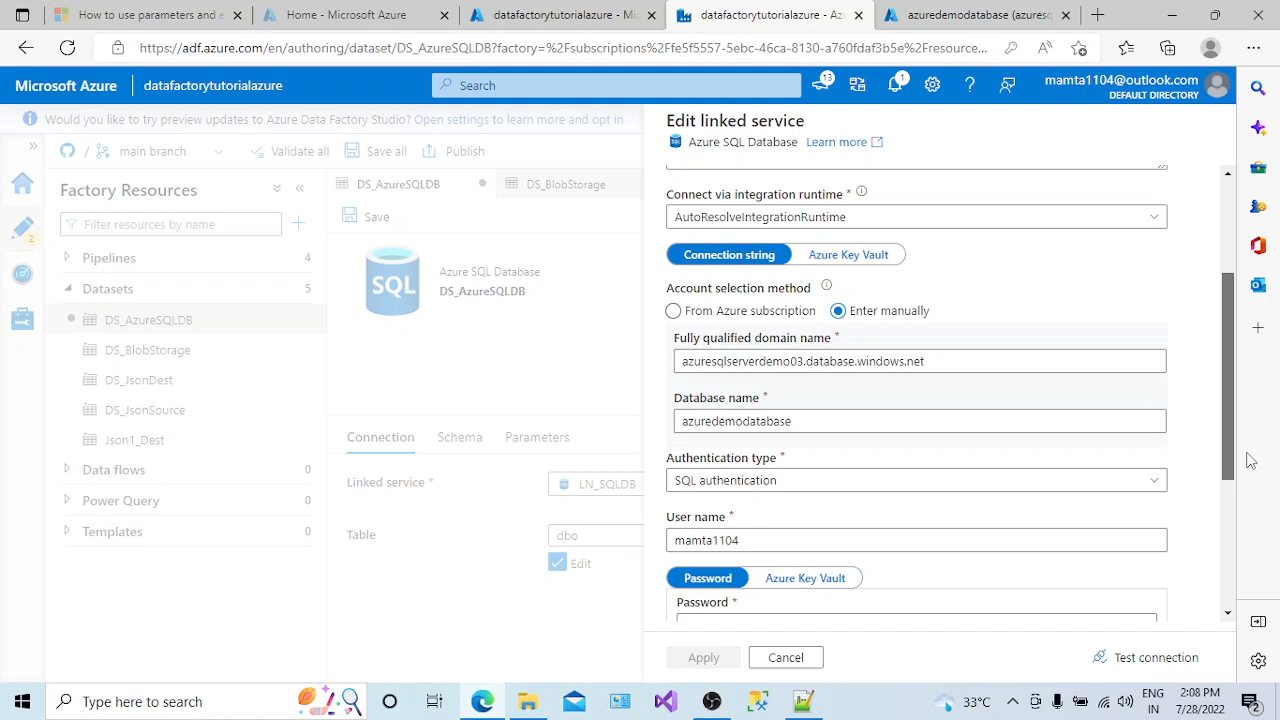 Home
Home - Microsoft Azure
datafactorytutorialazure - Mic
datafactorytutorialazure - Az
azuredemodatabase (azuresq
https://adf.azure.com/en/authoring/dataset/DS_AzureSQLDB?factory=%2Fsubscriptions%2Ffe5f5557-5ebc-46ca-8130-a760fdaf3b5e%2Fresource...
Microsoft Azure
datafactorytutorialazure
Search
13
1
mamta1104@outlook.com
DEFAULT DIRECTORY
Would you like to try preview updates to Azure Data Factory Studio? Open settings to learn more and opt in
main branch
Validate all
Save all
Publish
Factory Resources
Filter resources by name
Pipelines 4
Datasets 5
DS_AzureSQLDB
DS_BlobStorage
DS_JsonDest
DS_JsonSource
Json1_Dest
Data flows 0
Power Query 0
Templates 0
DS_AzureSQLDB
DS_BlobStorage
Save
SQL
Azure SQL Database
DS_AzureSQLDB
Connection Schema Parameters
Linked service *
LN_SQLDB
Table
dbo
Edit
Edit linked service
Azure SQL Database Learn more
Connect via integration runtime *
AutoResolveIntegrationRuntime
Connection string Azure Key Vault
Account selection method
From Azure subscription Enter manually
Fully qualified domain name *
azuresqlserverdemo03.database.windows.net
Database name *
azuredemodatabase
Authentication type *
SQL authentication
User name *
mamta1104
Password Azure Key Vault
Password *
Apply
Cancel
Test connection
Type here to search
33°C
ENG
IN
2:08 PM
7/28/2022
2